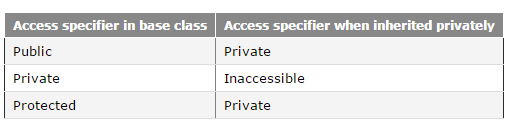 Access specifier in base class Access specifier when inherited privately
Public Private
Private Inaccessible
Protected Private